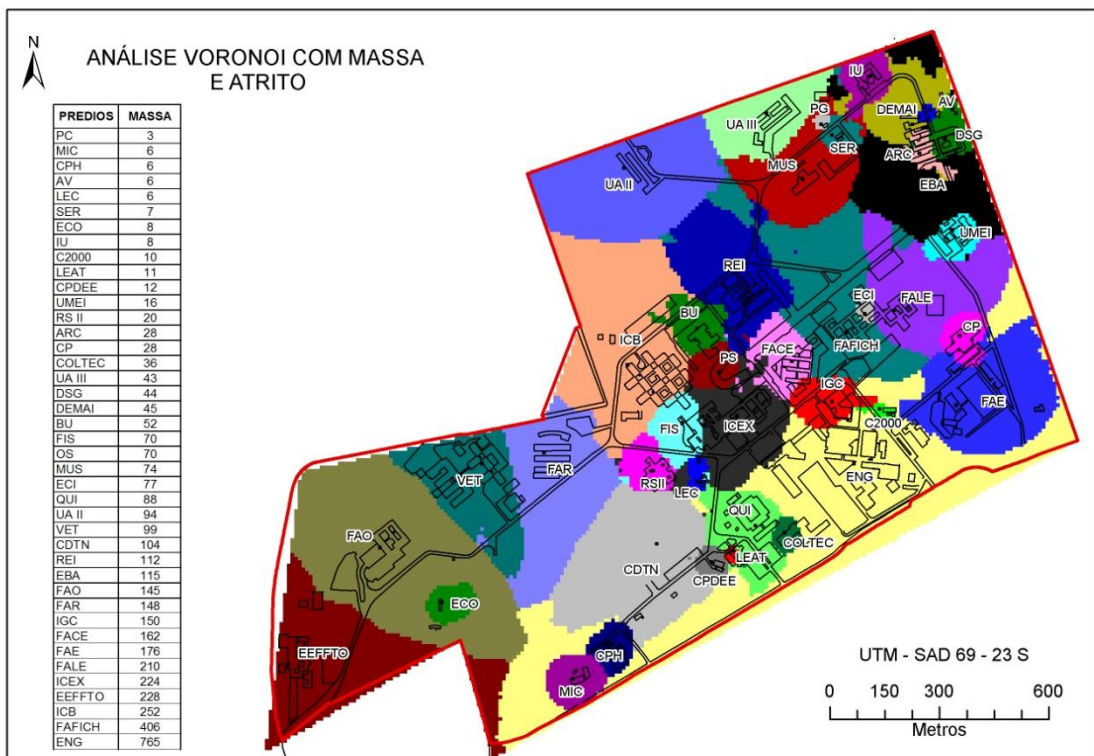 N
ANÁLISE VORONOI COM MASSA
E ATRITO
PREDIOS MASSA
PC 3
MIC 6
CPH 6
AV 6
LEC 6
SER 7
ECO 8
IU 8
C2000 10
LEAT 11
CPDEE 12
UMEI 16
RS II 20
ARC 28
CP 28
COLTEC 36
UA III 43
DSG 44
DEMAI 45
BU 52
FIS 70
OS 70
MUS 74
ECI 77
QUI 88
UA II 94
VET 99
CDTN 104
REI 112
EBA 115
FAO 145
FAR 148
IGC 150
FACE 162
FAE 176
FALE 210
ICEX 224
EEFFTO 228
ICB 252
FAFICH 406
ENG 765
IU
PG
DEMAI
AV
UA III
SER
DSG
ARC
MUS
UA II
EBA
UMEI
REI
ECI
FALE
BU
CP
ICB
FACE
FAFICH
PS
IGC
FAE
C2000
FIS
ICEX
FAR
VET
RSII
LEC
ENG
QUI
FAO
COLTEC
LEAT
CDTN
CPDEE
ECO
EEFFTO
CPH
MIC
UTM - SAD 69 - 23 S
0 150 300 600
Metros